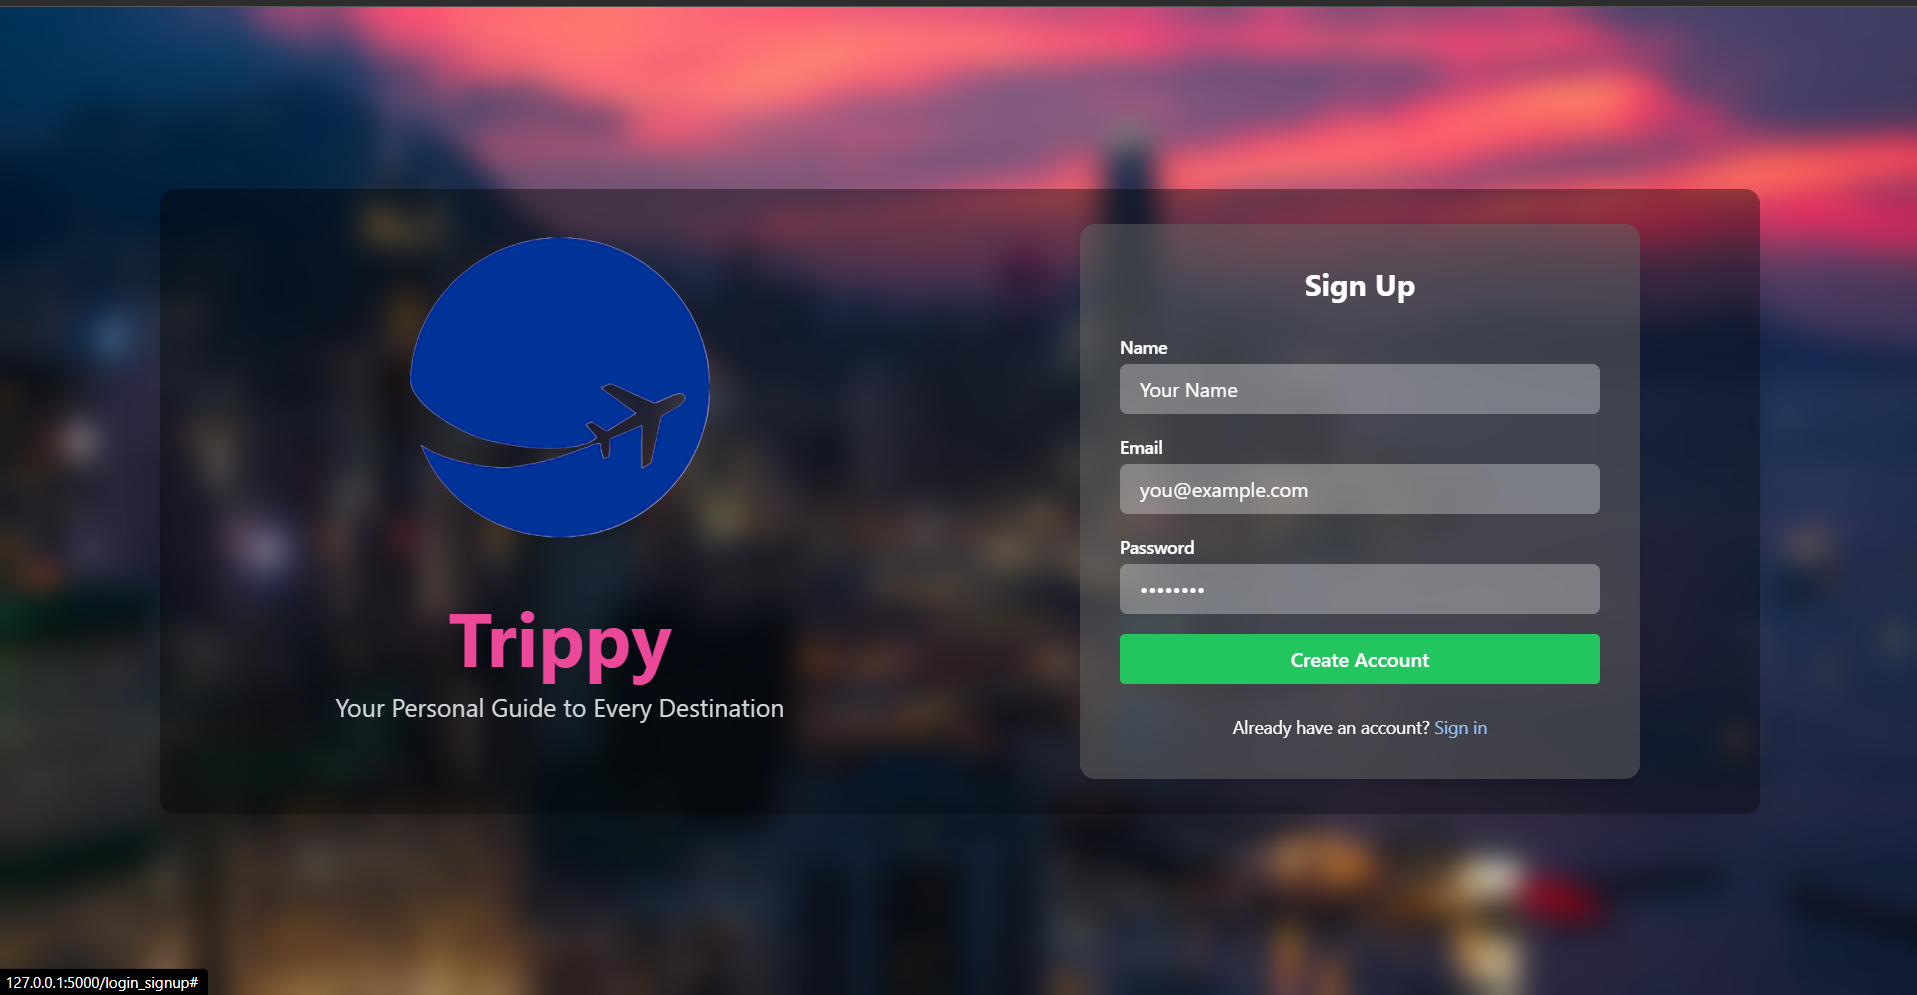 Trippy
Your Personal Guide to Every Destination
Sign Up
Name
Your Name
Email
you@example.com
Password
••••••••
Create Account
Already have an account? Sign in
127.0.0.1:5000/login_signup#